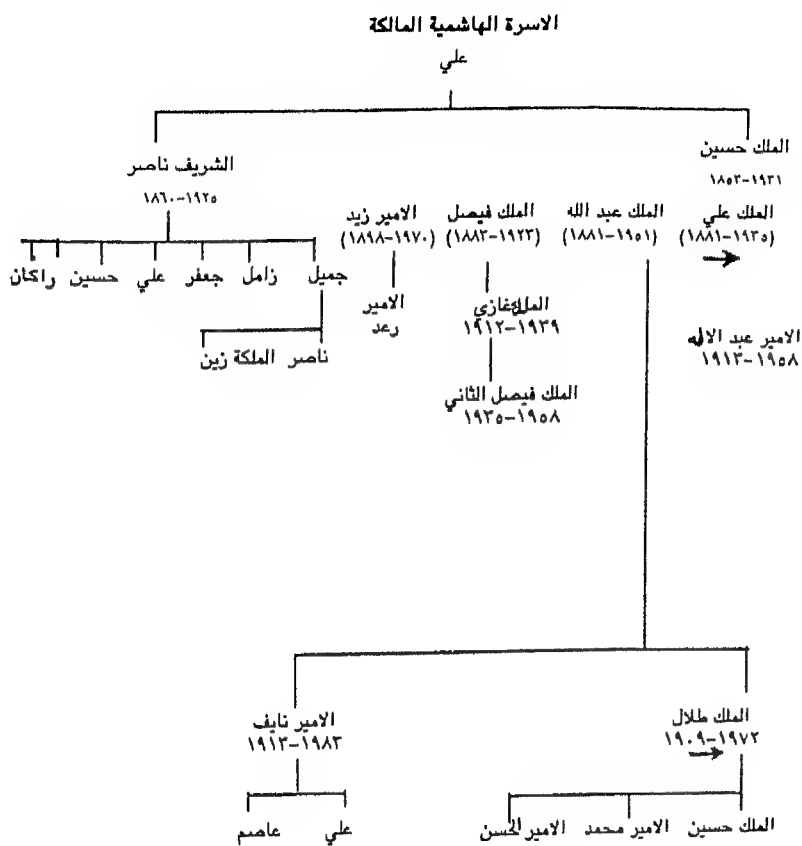 الاسرة الهاشمية المالكة
علي
الملك حسين
١٨٥٣-١٩٣١
الشريف ناصر
١٨٦٠-١٩٢٥
الملك علي
(١٨٨١-١٩٣٥)
الملك عبد الله
(١٨٨١-١٩٥١)
الملك فيصل
(١٨٨٣-١٩٢٣)
الامير زيد
(١٨٩٨-١٩٧٠)
جميل
زامل
جعفر
علي
حسين
راكان
الامير عبد الاله
١٩١٣-١٩٥٨
الملك غازي
١٩١٢-١٩٣٩
الامير
رعد
ناصر الملكة زين
الملك فيصل الثاني
١٩٣٥-١٩٥٨
الملك طلال
١٩٠٩-١٩٧٢
الامير نايف
١٩١٣-١٩٨٣
الملك حسين
الامير محمد
الامير الحسن
علي
عاصم